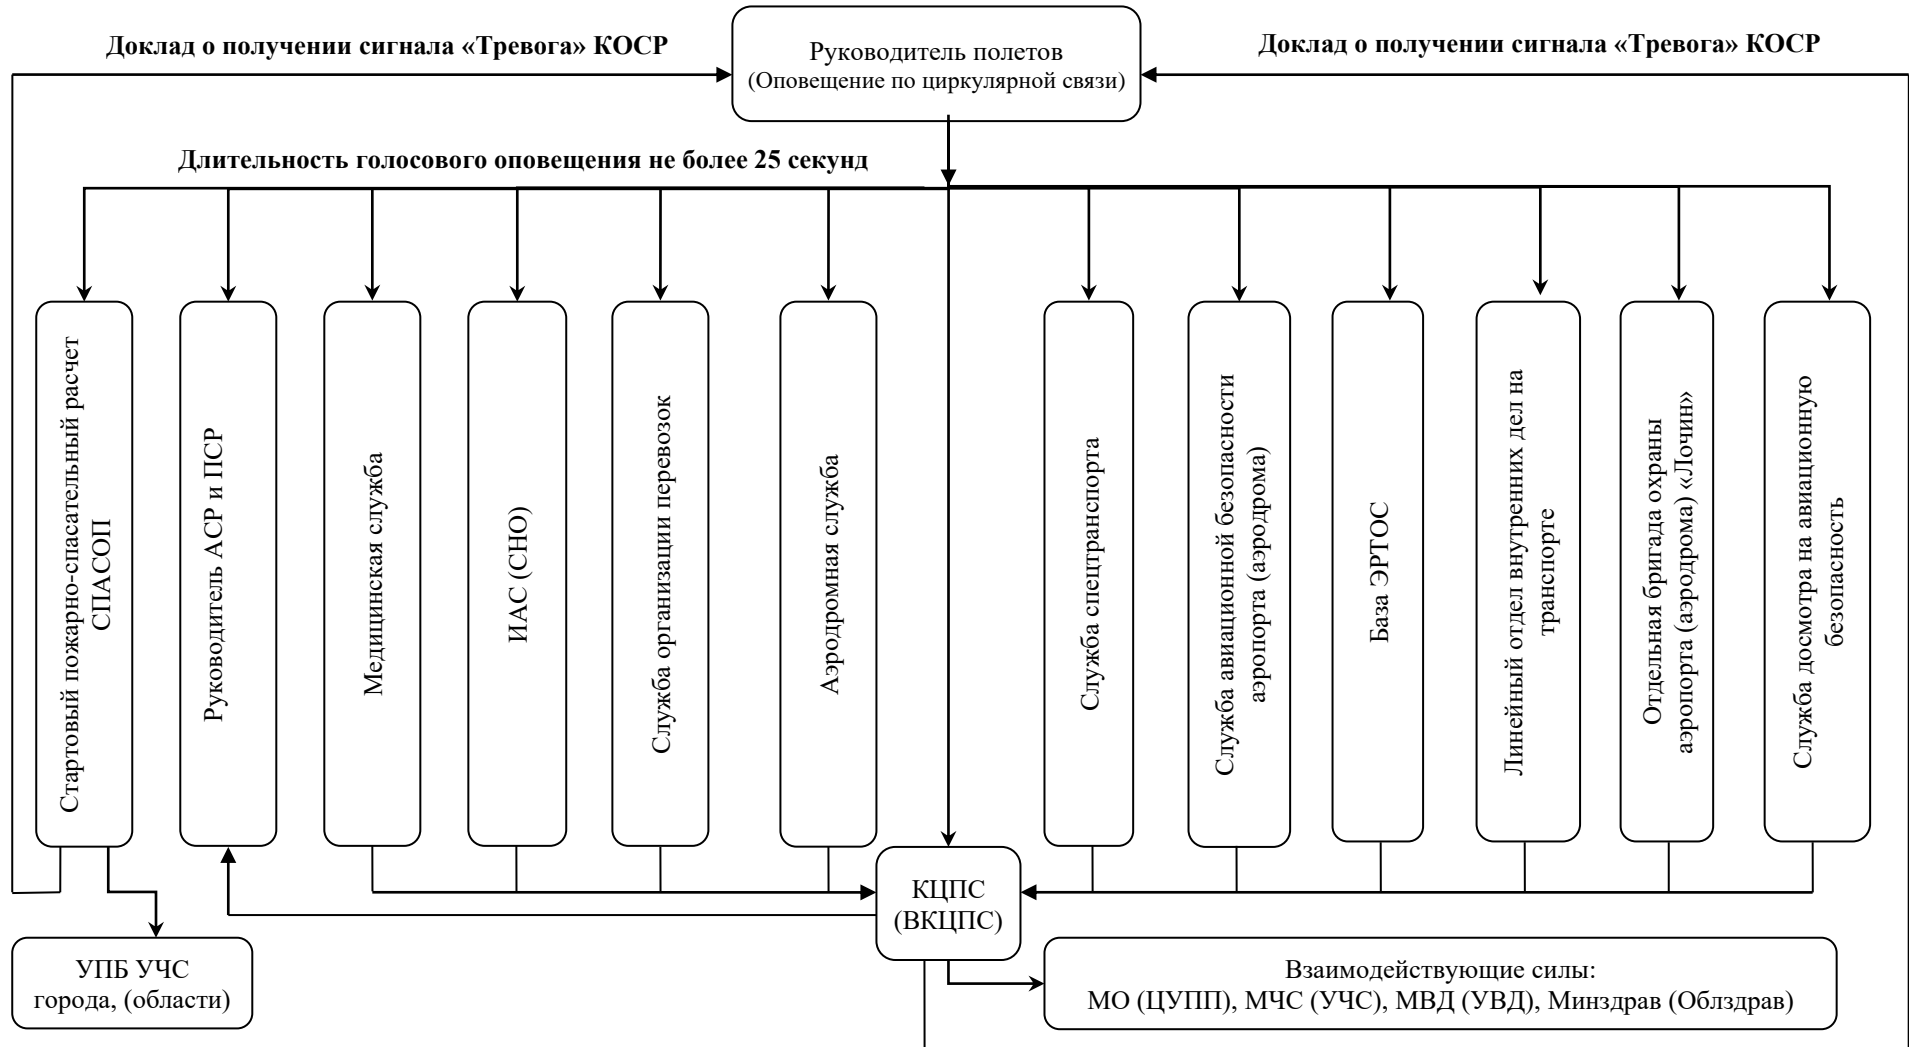 Доклад о получении сигнала «Тревога» КОСР
Руководитель полетов
(Оповещение по циркулярной связи)
Доклад о получении сигнала «Тревога» КОСР
Длительность голосового оповещения не более 25 секунд
Стартовый пожарно-спасательный расчет
СПАСОП
Руководитель АСР и ПСР
Медицинская служба
ИАС (СНО)
Служба организации перевозок
Аэродромная служба
Служба спецтранспорта
Служба авиационной безопасности
аэропорта (аэродрома)
База ЭРТОС
Линейный отдел внутренних дел на
транспорте
Отдельная бригада охраны
аэропорта (аэродрома) «Лочин»
Служба досмотра на авиационную
безопасность
КЦПС
(ВКЦПС)
УПБ УЧС
города, (области)
Взаимодействующие силы:
МО (ЦУПП), МЧС (УЧС), МВД (УВД), Минздрав (Облздрав)